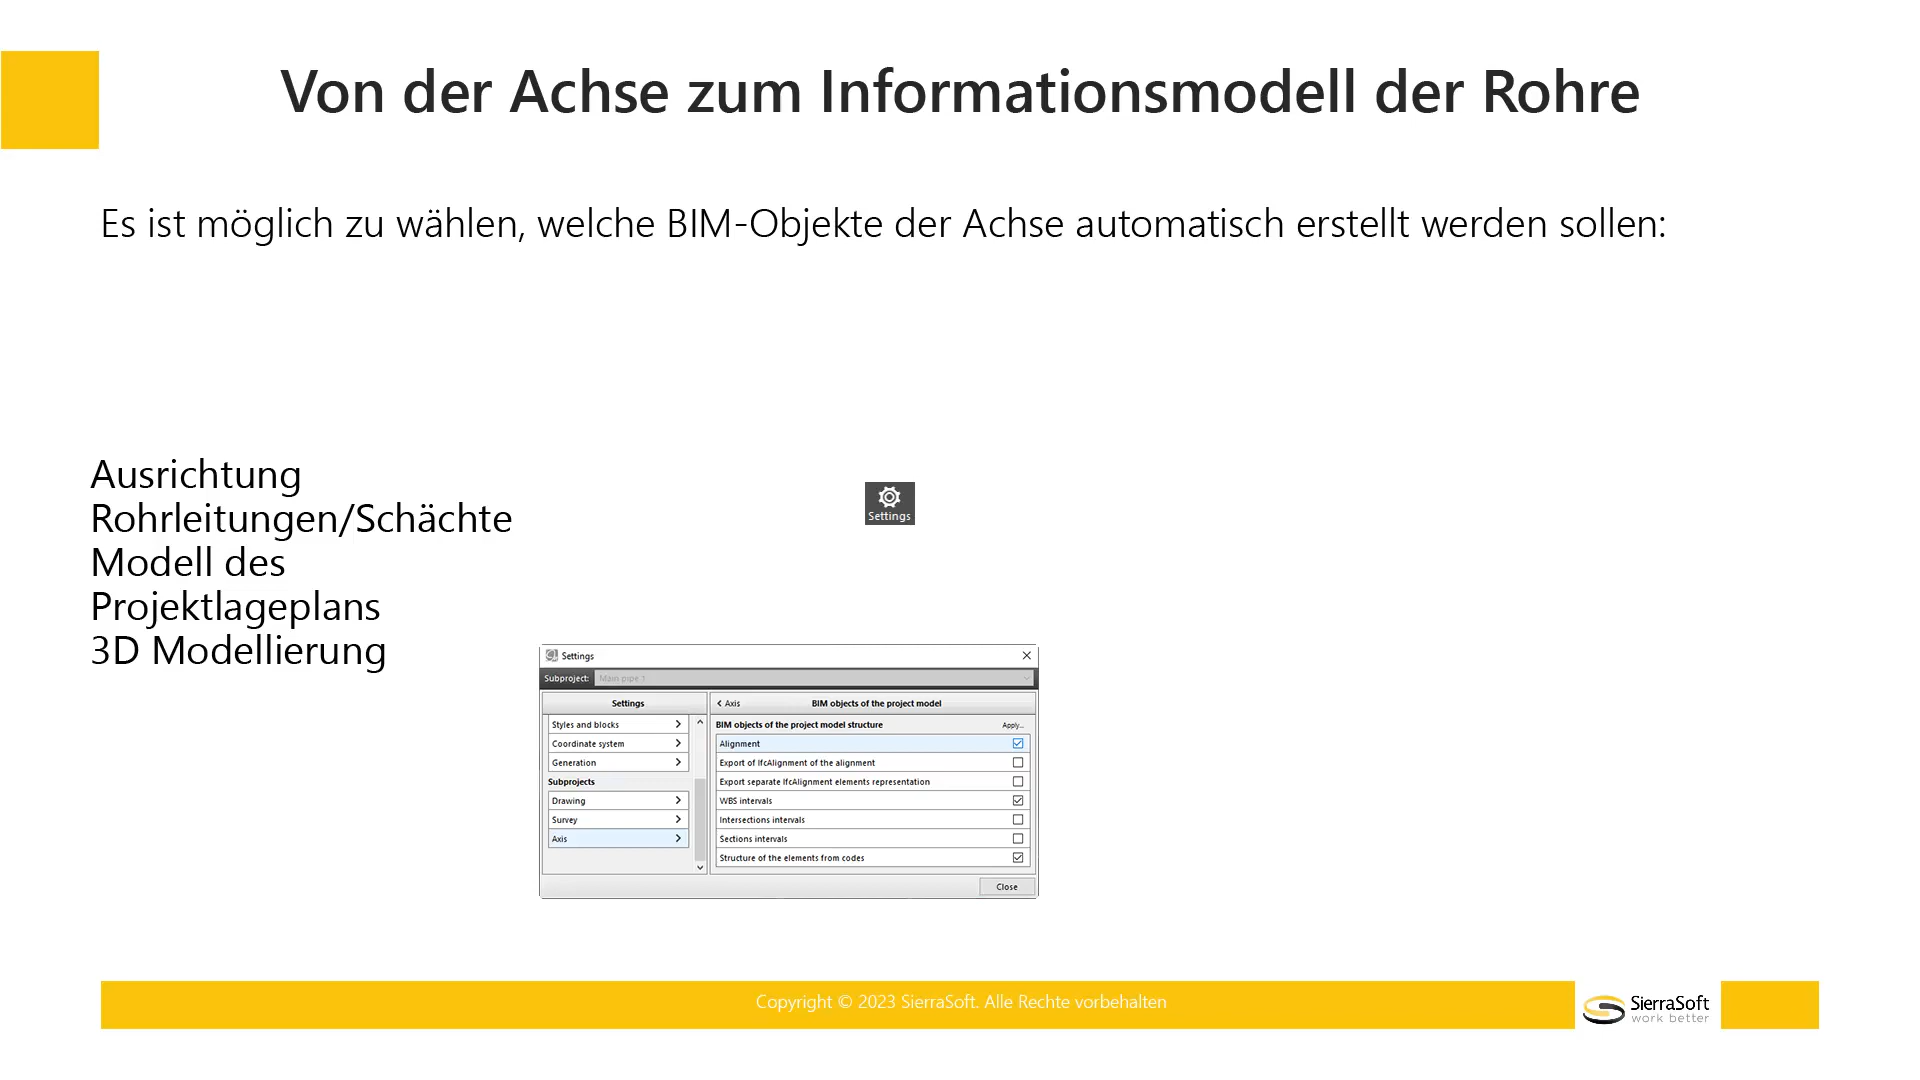 Von der Achse zum Informationsmodell der Rohre
Es ist möglich zu wählen, welche BIM-Objekte der Achse automatisch erstellt werden sollen:
Ausrichtung
Rohrleitungen/Schächte
Modell des
Projektlageplans
3D Modellierung
Settings
Settings
Subproject: Main pipe 1
Settings
Styles and blocks
Coordinate system
Generation
Subprojects
Drawing
Survey
Axis
Axis
BIM objects of the project model
BIM objects of the project model structure
Apply...
Alignment
Export of IfcAlignment of the alignment
Export separate IfcAlignment elements representation
WBS intervals
Intersections intervals
Sections intervals
Structure of the elements from codes
Close
Copyright © 2023 SierraSoft. Alle Rechte vorbehalten
SierraSoft
work better